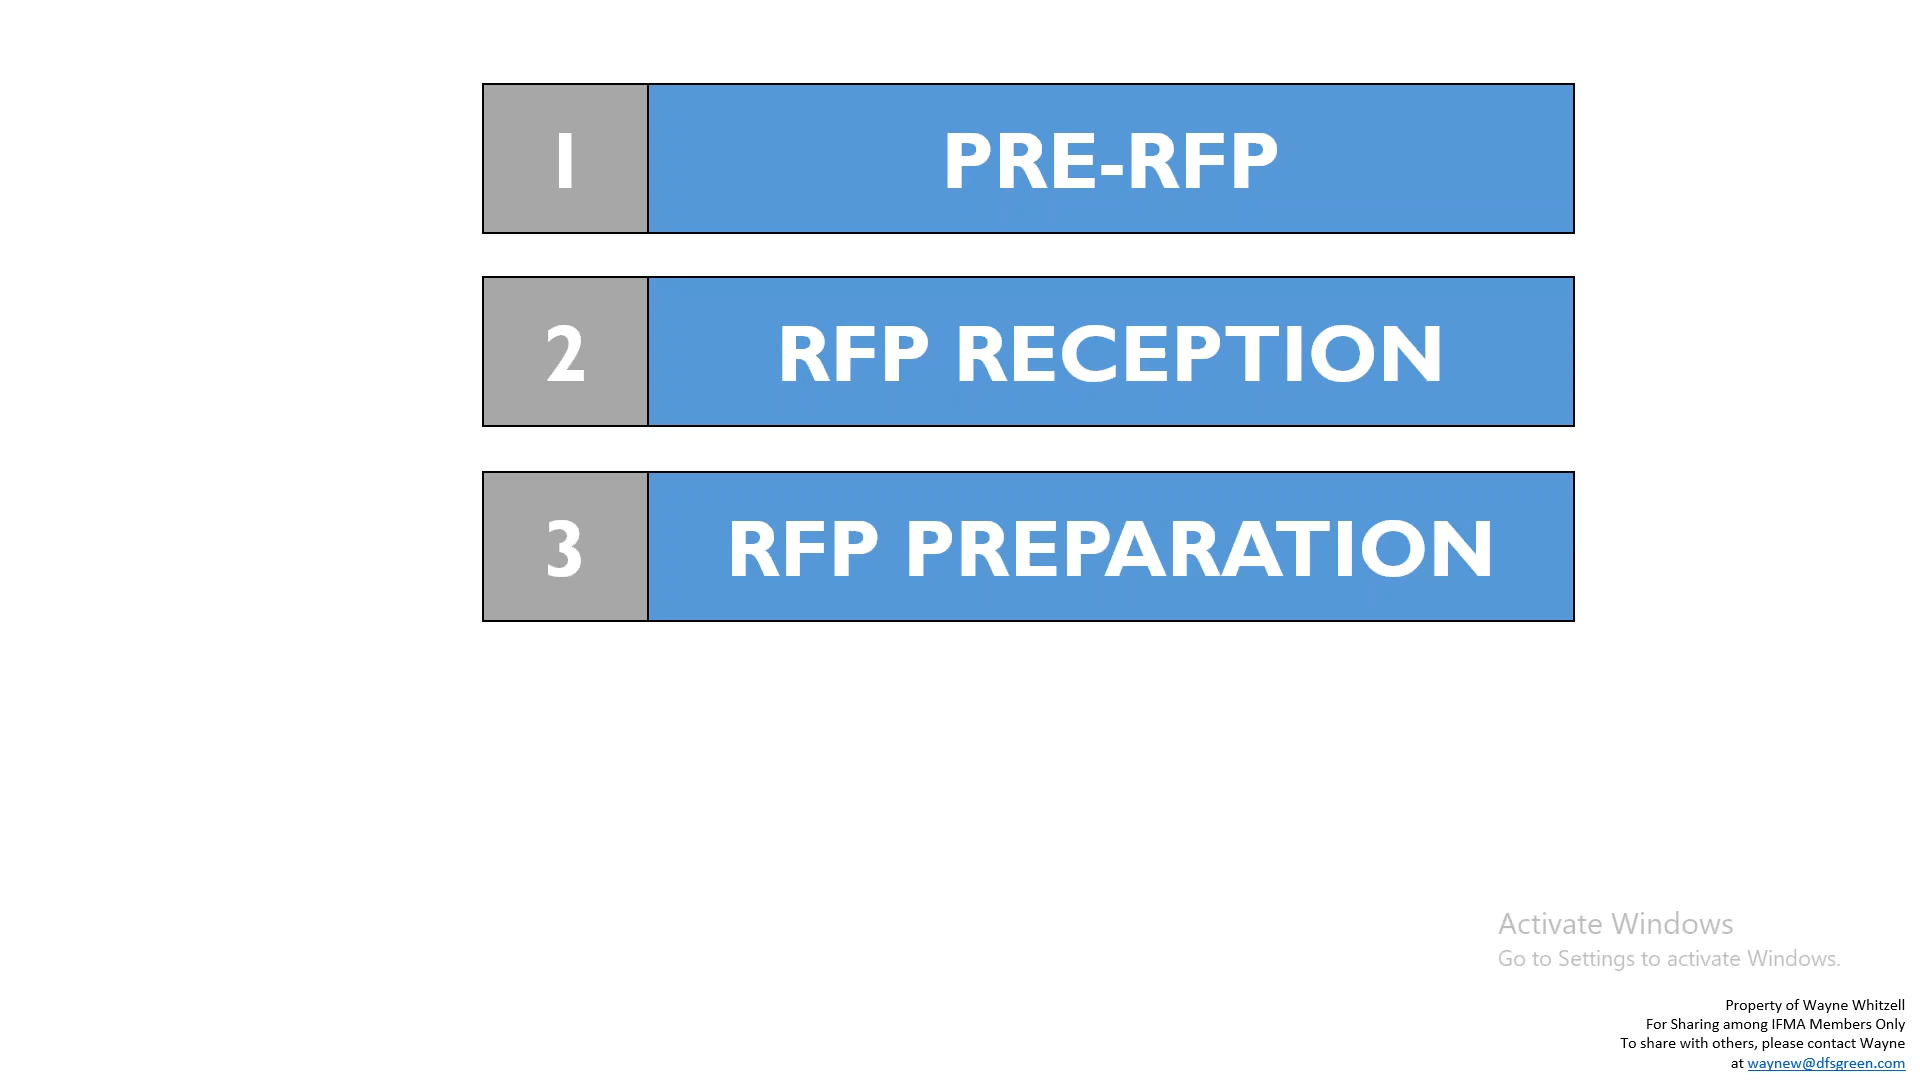 1 PRE-RFP
2 RFP RECEPTION
3 RFP PREPARATION
Activate Windows
Go to Settings to activate Windows.
Property of Wayne Whitzell
For Sharing among IFMA Members Only
To share with others, please contact Wayne
at waynew@dfsgreen.com